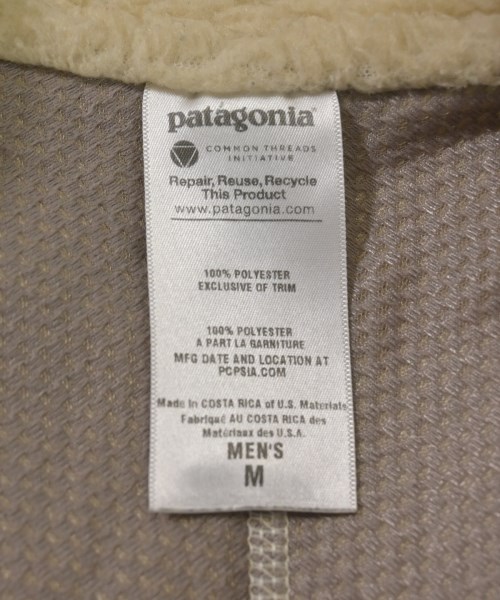 patagonia
COMMON THREADS
INITIATIVE
Repair, Reuse, Recycle
This Product
www.patagonia.com
100% POLYESTER
EXCLUSIVE OF TRIM
100% POLYESTER
A PART LA GARNITURE
MFG DATE AND LOCATION AT
PCPSIA.COM
Made in COSTA RICA of U.S. Materials
Fabriqué AU COSTA RICA des
Matériaux des U.S.A.
MEN'S
M